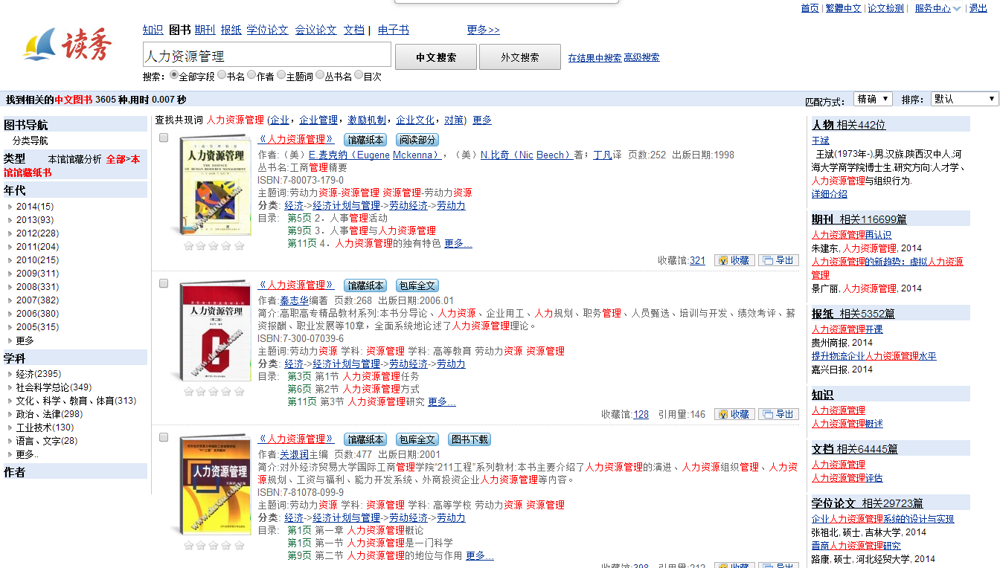 首页 | 繁體中文 | 论文检测 | 服务中心 | 退出
读秀
知识 图书 期刊 报纸 学位论文 会议论文 文档 | 电子书 更多>>
人力资源管理
中文搜索 外文搜索 在结果中搜索 高级搜索
搜索： 全部字段 书名 作者 主题词 丛书名 目次
找到相关的中文图书 3605 种,用时 0.007 秒
匹配方式： 精确 排序： 默认
图书导航
分类导航
类型 本馆馆藏分析 全部>本
馆馆藏纸书
年代
2014(15)
2013(93)
2012(228)
2011(204)
2010(215)
2009(311)
2008(331)
2007(382)
2006(380)
2005(315)
更多
学科
经济(2395)
社会科学总论(349)
文化、科学、教育、体育(313)
政治、法律(298)
工业技术(130)
语言、文字(28)
更多..
作者
查找共现词 人力资源管理 (企业，企业管理，激励机制，企业文化，对策) 更多
人力资源管理
THE ESSENCE
OF HUMAN RESOURCE MANAGEMENT
《人力资源管理》 馆藏纸本 阅读部分
作者:（美）E.麦克纳（Eugene Mckenna），（美）N.比奇（Nic Beech）著；丁凡译 页数:252 出版日期:1998
丛书名:工商管理精要
ISBN:7-80073-179-0
主题词:劳动力资源-资源管理 资源管理-劳动力资源
分类: 经济->经济计划与管理->劳动经济->劳动力
目录: 第5页 2．人事管理活动
第9页 3．人事管理与人力资源管理
第11页 4．人力资源管理的独有特色 更多...
收藏馆:321 收藏 导出
人力资源管理
《人力资源管理》 馆藏纸本 包库全文
作者:秦志华编著 页数:268 出版日期:2006.01
简介:高职高专精品教材系列:本书分导论、人力资源、企业用工、人力规划、职务管理、人员甄选、培训与开发、绩效考评、薪
资报酬、职业发展等10章，全面系统地论述了人力资源管理理论。
ISBN:7-300-07039-6
主题词:劳动力资源 学科: 资源管理 学科: 高等教育 劳动力资源 资源管理
分类: 经济->经济计划与管理->劳动经济->劳动力
目录: 第3页 第1节 人力资源管理任务
第6页 第2节 人力资源管理方式
第11页 第3节 人力资源管理研究 更多...
收藏馆:128 引用量:146 收藏 导出
人力资源管理
《人力资源管理》 馆藏纸本 包库全文 图书下载
作者:关淑润主编 页数:477 出版日期:2001
简介:对外经济贸易大学国际工商管理学院“211工程”系列教材:本书主要介绍了人力资源管理的演进、人力资源组织管理、人力资
源规划、工资与福利、能力开发系统、外商投资企业人力资源管理等内容。
ISBN:7-81078-099-9
主题词:劳动力资源 学科: 资源管理 学科: 高等学校 劳动力资源 资源管理
分类: 经济->经济计划与管理->劳动经济->劳动力
目录: 第1页 第一章 人力资源管理概论
第1页 第一节 人力资源管理是一门科学
第9页 第二节 人力资源管理的地位与作用 更多...
收藏馆:398 引用量:212 收藏 导出
人物 相关442位
王斌
王斌(1973年-),男,汉族,陕西汉中人,河
海大学商学院博士生,研究方向:人才学、
人力资源管理与组织行为.
详细介绍
期刊 相关116699篇
人力资源管理再认识
朱建东, 人力资源管理, 2014
人力资源管理的新趋势：虚拟人力资源
管理
景广丽, 人力资源管理, 2014
报纸 相关5352篇
人力资源管理开课
贵州商报, 2014
提升物流企业人力资源管理水平
嘉兴日报, 2014
知识
人力资源管理
人力资源管理概述
文档 相关64445篇
人力资源管理
人力资源管理评估
学位论文 相关29723篇
企业人力资源管理系统的设计与实现
张祖北, 硕士, 吉林大学, 2014
晋商人力资源管理研究
路康, 硕士, 河北经贸大学, 2014